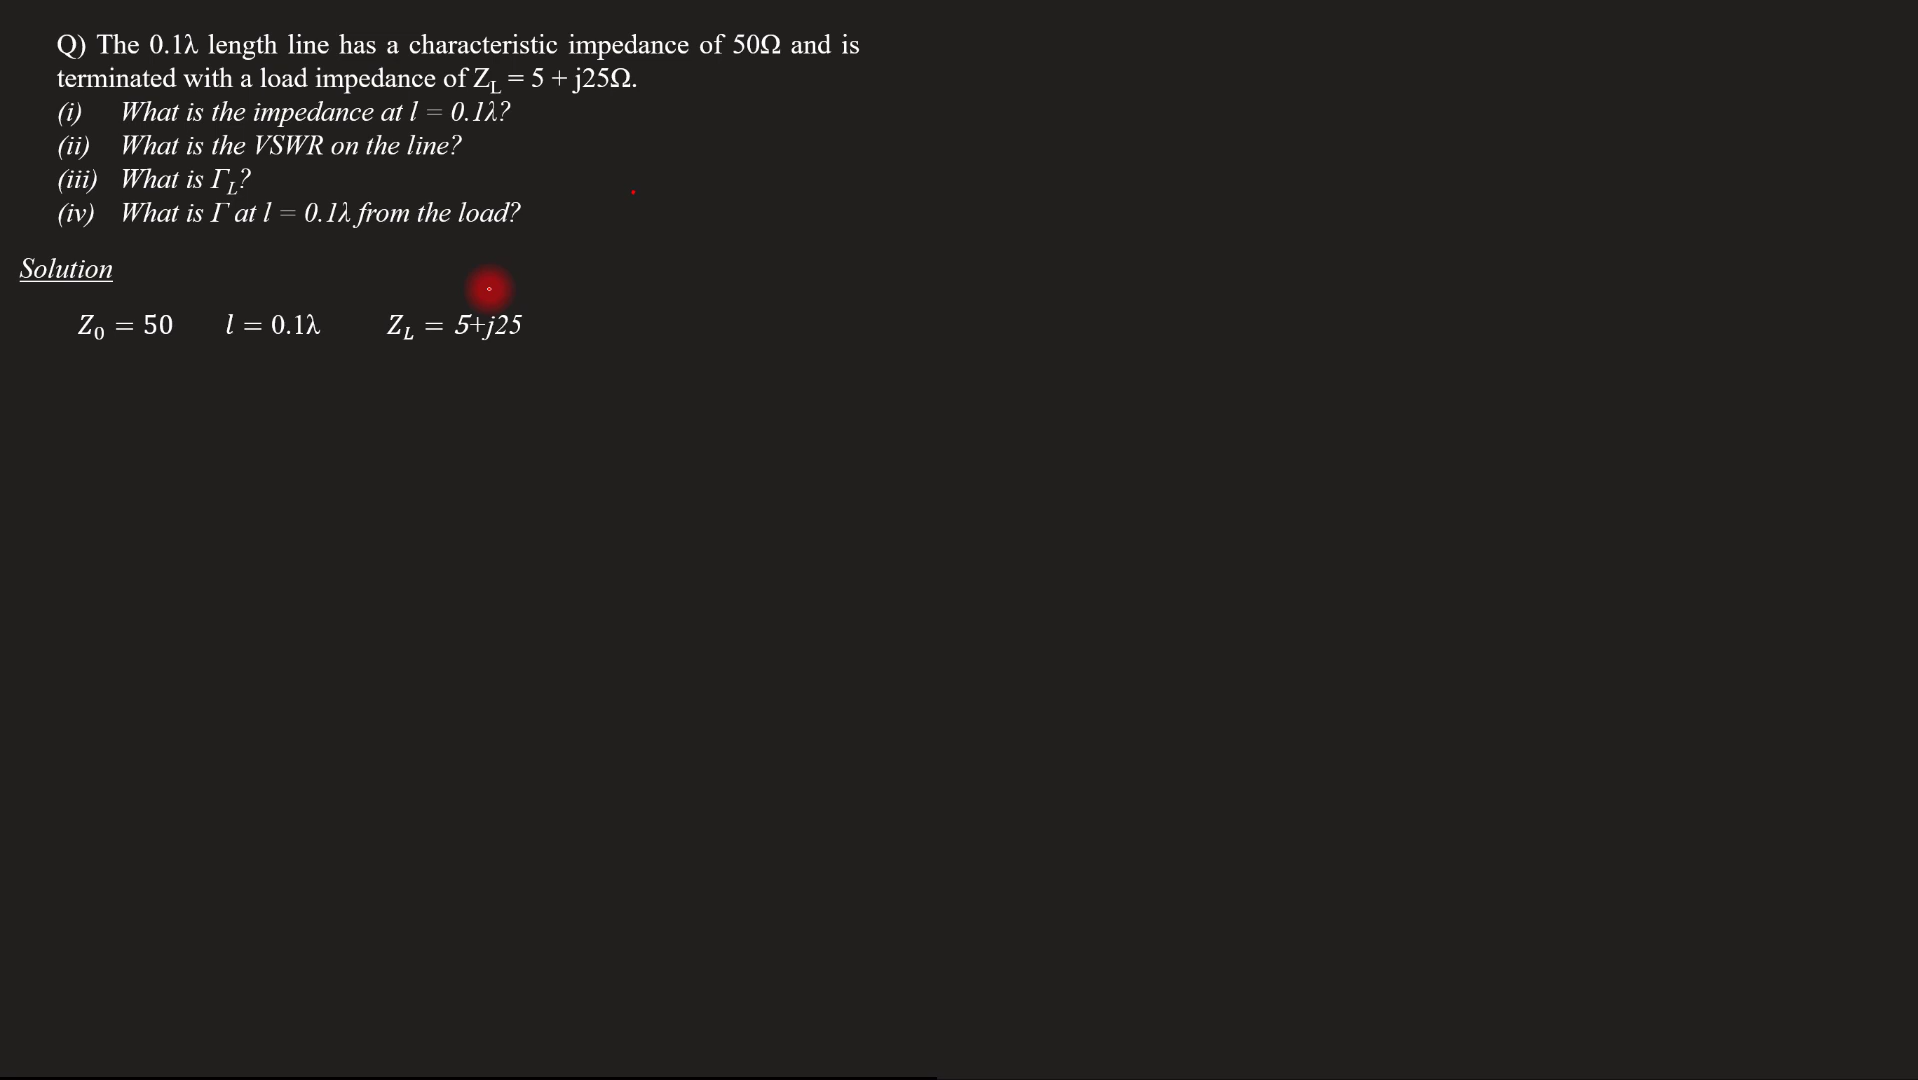 Q) The 0.1λ length line has a characteristic impedance of 50Ω and is
terminated with a load impedance of Z_L = 5 + j25Ω.
(i) What is the impedance at l = 0.1λ?
(ii) What is the VSWR on the line?
(iii) What is Γ_L?
(iv) What is Γ at l = 0.1λ from the load?
Solution
Z_0 = 50 l = 0.1λ Z_L = 5+j25